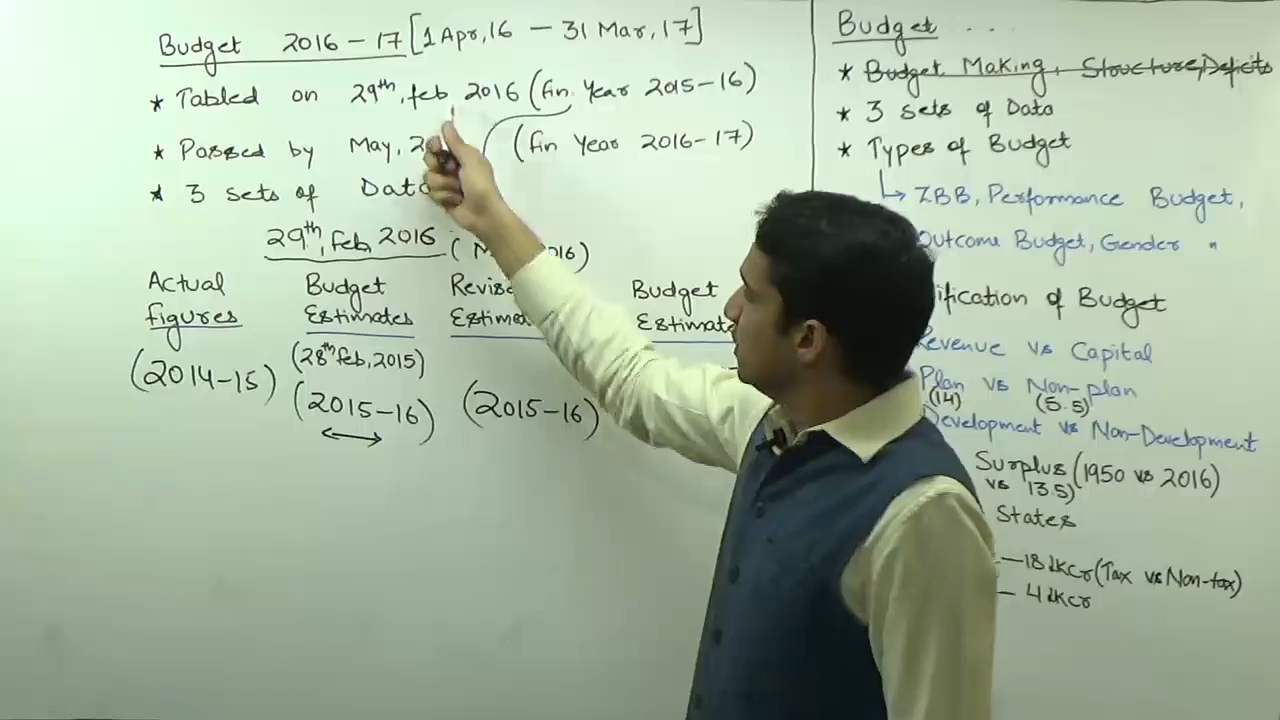 Budget 2016-17 [1 Apr, 16 - 31 Mar, 17]
* Tabled on 29th, feb 2016 (fin. Year 2015-16)
* Passed by May, (fin Year 2016-17)
* 3 sets of Data
29th, feb, 2016
Actual figures
Budget Estimates
Budget
(28th feb, 2015)
(2014-15) (2015-16) (2015-16)
Budget ...
* Budget Making, Structure, Deficits
* 3 sets of Data
* Types of Budget
↳ ZBB, Performance Budget,
Outcome Budget, Gender "
of Budget
Revenue vs Capital
Plan vs Non-plan
(14) (5.5)
Development vs Non-Development
Surplus (1950 vs 2016)
vs 13.5)
States
- 18 LKCr (Tax vs Non-tax)
- 4 LKCr